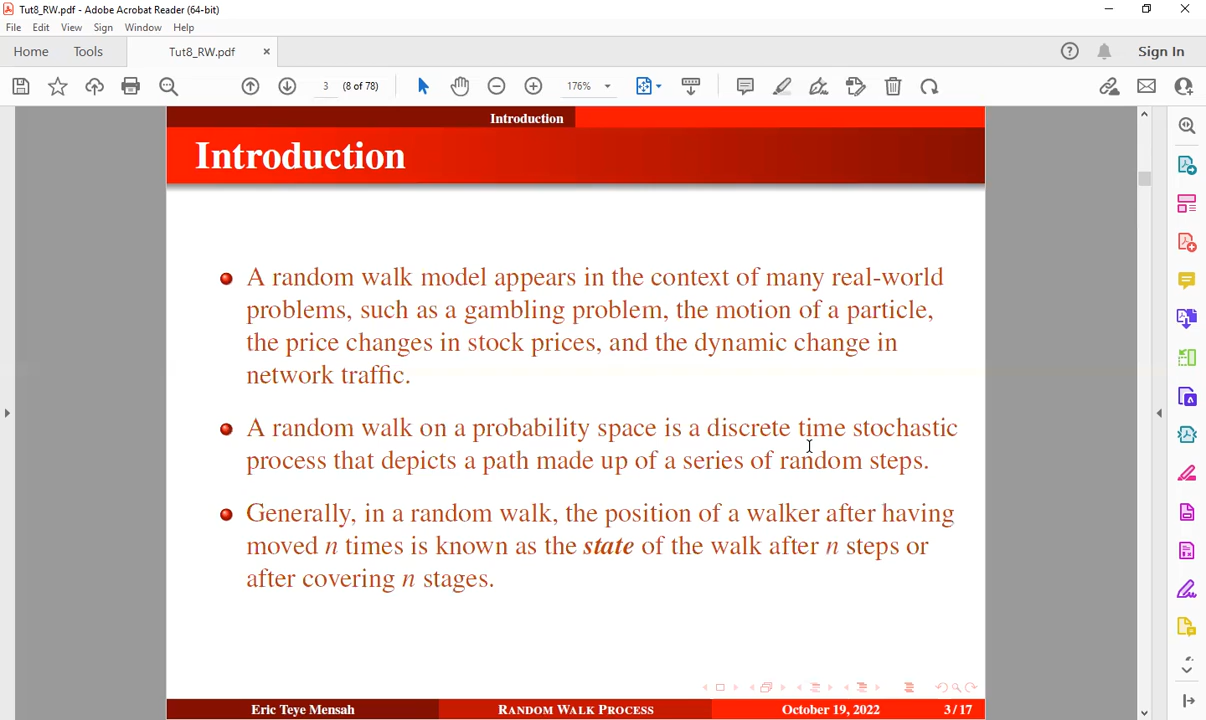 Tut8_RW.pdf - Adobe Acrobat Reader (64-bit)
File Edit View Sign Window Help
Home Tools Tut8_RW.pdf × Sign In
3 (8 of 78) 176%
Introduction
Introduction
A random walk model appears in the context of many real-world
problems, such as a gambling problem, the motion of a particle,
the price changes in stock prices, and the dynamic change in
network traffic.
A random walk on a probability space is a discrete time stochastic
process that depicts a path made up of a series of random steps.
Generally, in a random walk, the position of a walker after having
moved n times is known as the state of the walk after n steps or
after covering n stages.
Eric Teye Mensah RANDOM WALK PROCESS October 19, 2022 3 / 17